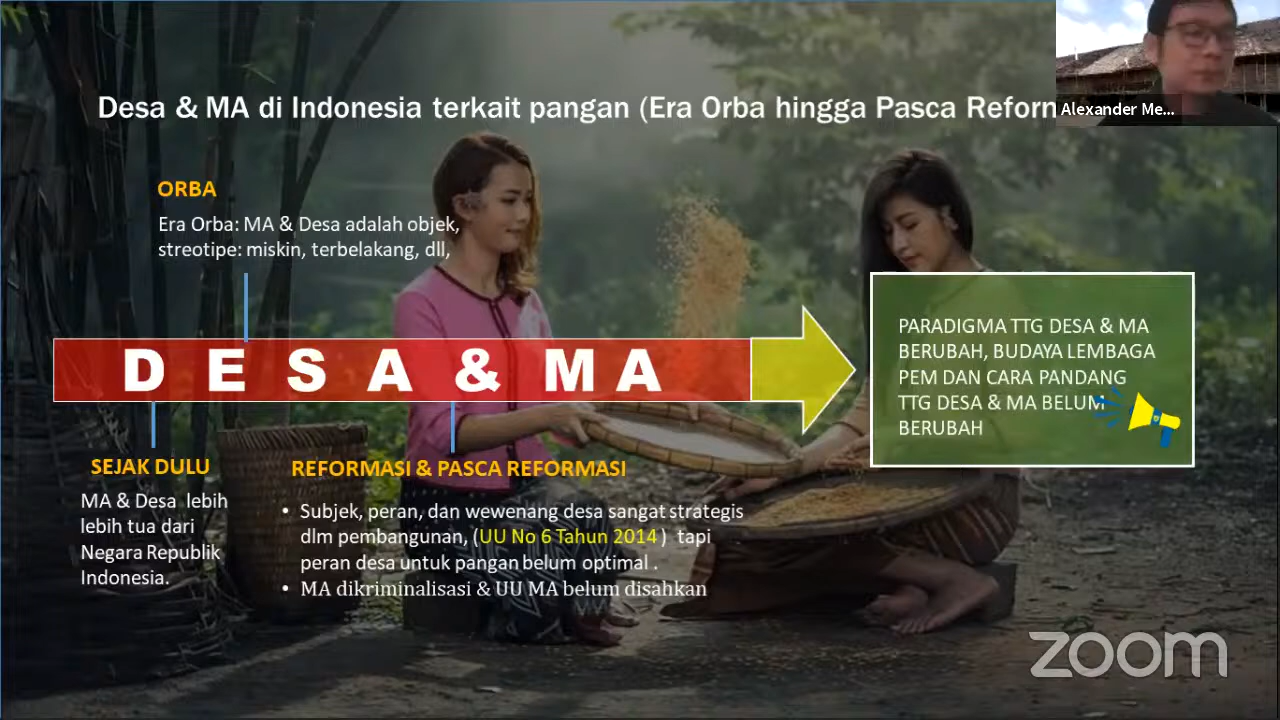 Desa & MA di Indonesia terkait pangan (Era Orba hingga Pasca Reform
Alexander Me...
ORBA
Era Orba: MA & Desa adalah objek,
streotipe: miskin, terbelakang, dll,
DESA & MA
PARADIGMA TTG DESA & MA
BERUBAH, BUDAYA LEMBAGA
PEM DAN CARA PANDANG
TTG DESA & MA BELUM
BERUBAH
SEJAK DULU
MA & Desa lebih
lebih tua dari
Negara Republik
Indonesia.
REFORMASI & PASCA REFORMASI
• Subjek, peran, dan wewenang desa sangat strategis
dlm pembangunan, (UU No 6 Tahun 2014 ) tapi
peran desa untuk pangan belum optimal .
• MA dikriminalisasi & UU MA belum disahkan
zoom